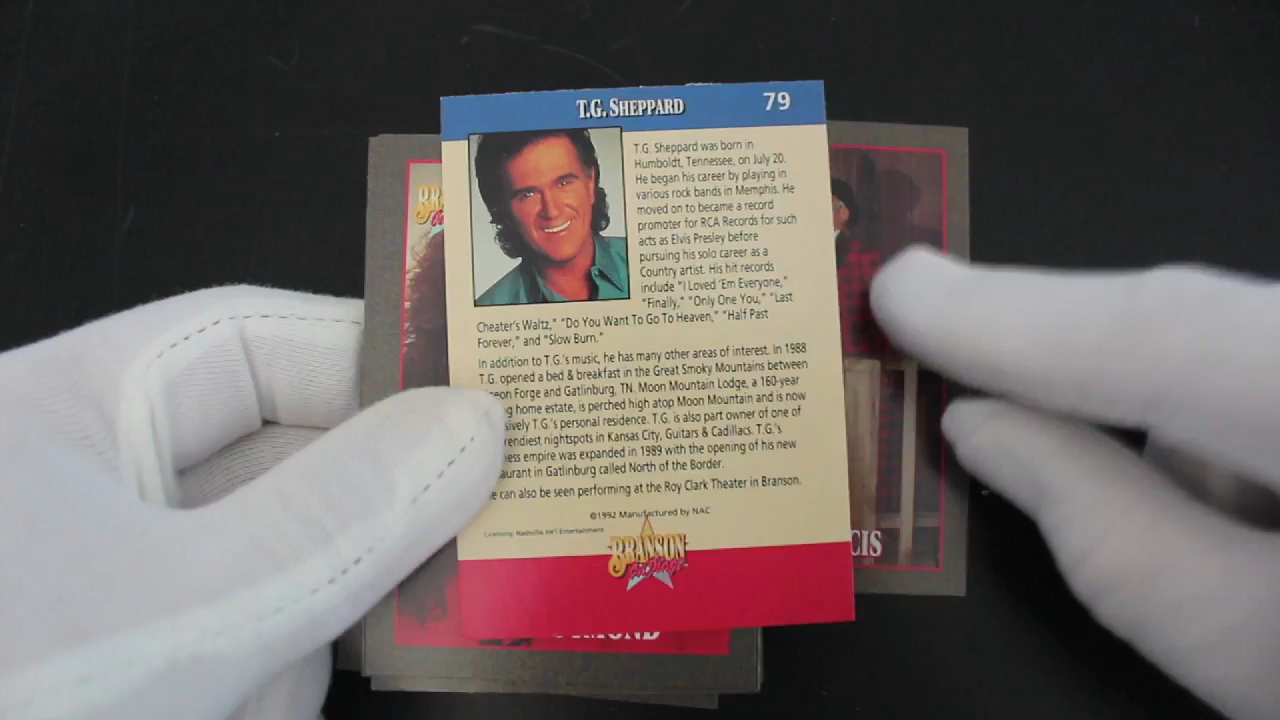 T.G. SHEPPARD 79
T.G. Sheppard was born in
Humboldt, Tennessee, on July 20.
He began his career by playing in
various rock bands in Memphis. He
moved on to became a record
promoter for RCA Records for such
acts as Elvis Presley before
pursuing his solo career as a
Country artist. His hit records
include "I Loved 'Em Everyone,"
"Finally," "Only One You," "Last
Cheater's Waltz," "Do You Want To Go To Heaven," "Half Past
Forever," and "Slow Burn."
In addition to T.G.'s music, he has many other areas of interest. In 1988
T.G. opened a bed & breakfast in the Great Smoky Mountains between
eon Forge and Gatlinburg, TN. Moon Mountain Lodge, a 160-year
g home estate, is perched high atop Moon Mountain and is now
sively T.G.'s personal residence. T.G. is also part owner of one of
rendiest nightspots in Kansas City, Guitars & Cadillacs. T.G.'s
ess empire was expanded in 1989 with the opening of his new
aurant in Gatlinburg called North of the Border.
e can also be seen performing at the Roy Clark Theater in Branson.
©1992 Manufactured by NAC
Licensing: Nashville Int'l Entertainment
BRANSON
On Stage
BR
CIS
MOND